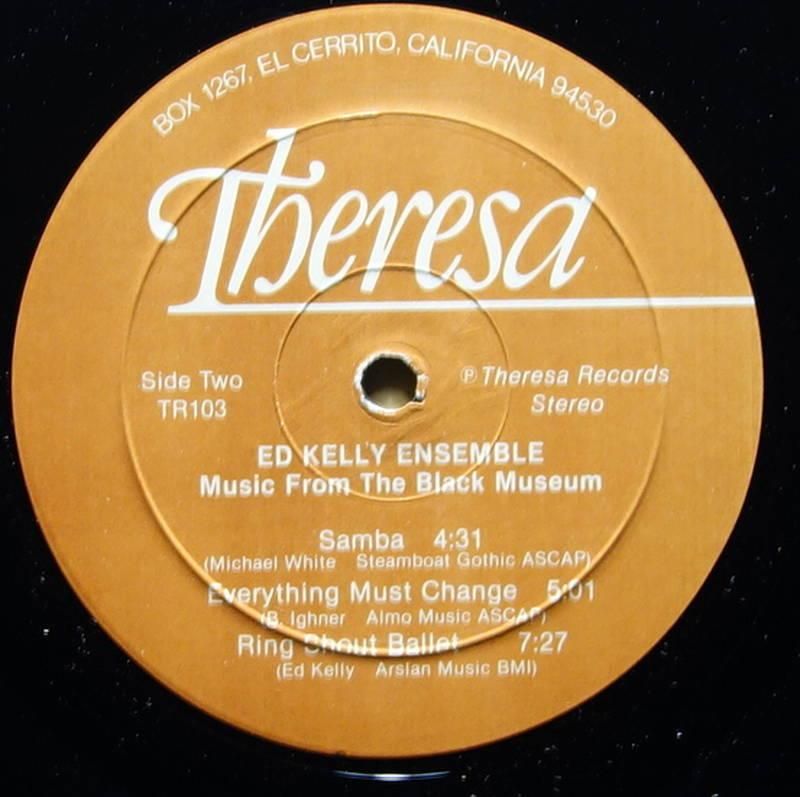 BOX 1267, EL CERRITO, CALIFORNIA 94530
Theresa
Side Two
TR103
℗ Theresa Records
Stereo
ED KELLY ENSEMBLE
Music From The Black Museum
Samba 4:31
(Michael White Steamboat Gothic ASCAP)
Everything Must Change 5:01
(B. Ighner Almo Music ASCAP)
Ring Shout Ballet 7:27
(Ed Kelly Arslan Music BMI)